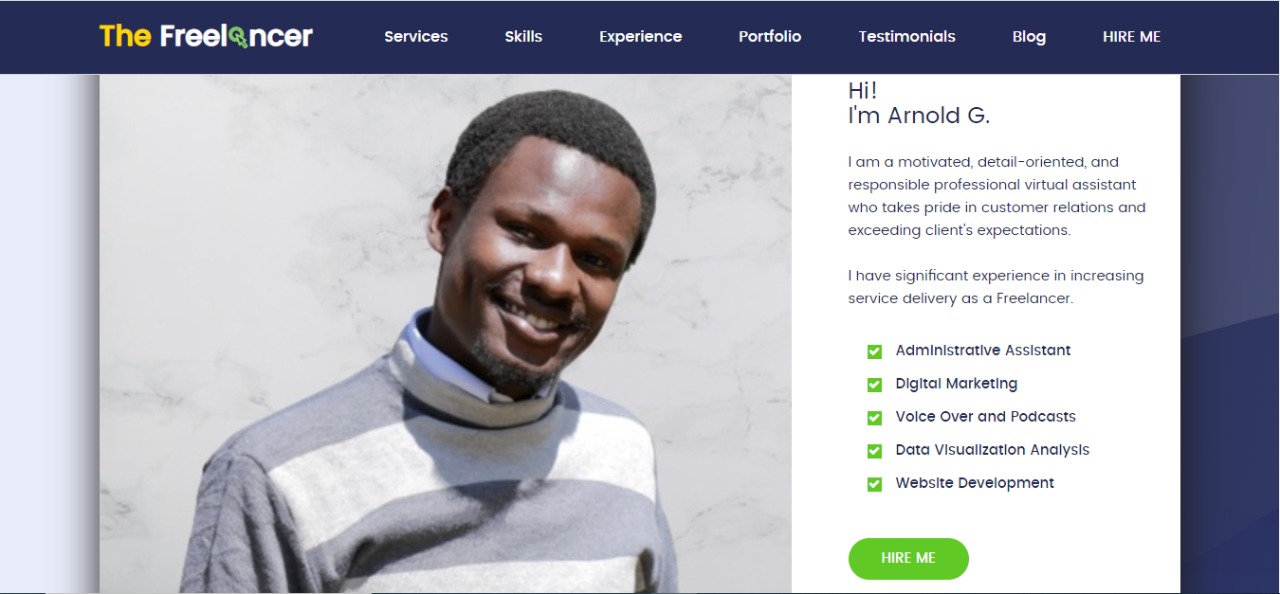 The Freelancer
Services
Skills
Experience
Portfolio
Testimonials
Blog
HIRE ME
Hi!
I'm Arnold G.
I am a motivated, detail-oriented, and
responsible professional virtual assistant
who takes pride in customer relations and
exceeding client's expectations.
I have significant experience in increasing
service delivery as a Freelancer.
Administrative Assistant
Digital Marketing
Voice Over and Podcasts
Data Visualization Analysis
Website Development
HIRE ME